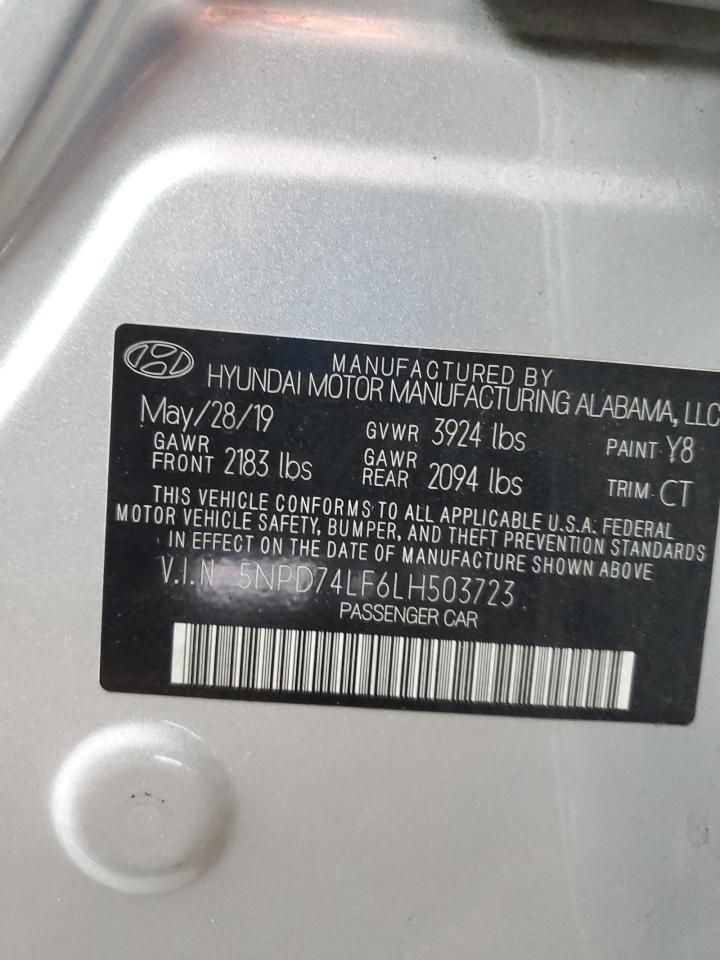 MANUFACTURED BY
HYUNDAI MOTOR MANUFACTURING ALABAMA, LLC
May/28/19 GVWR 3924 lbs PAINT Y8
GAWR FRONT 2183 lbs GAWR REAR 2094 lbs TRIM CT
THIS VEHICLE CONFORMS TO ALL APPLICABLE U.S.A. FEDERAL
MOTOR VEHICLE SAFETY, BUMPER, AND THEFT PREVENTION STANDARDS
IN EFFECT ON THE DATE OF MANUFACTURE SHOWN ABOVE
V.I.N 5NPD74LF6LH503723
PASSENGER CAR